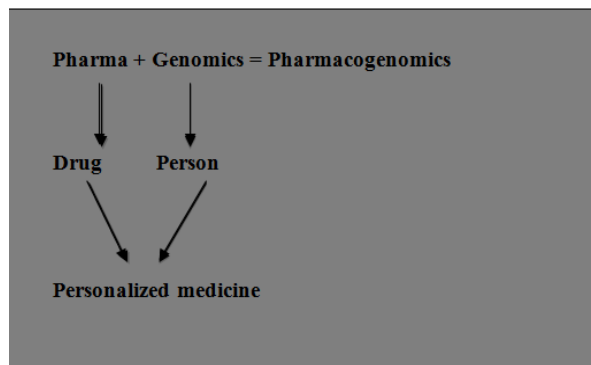 Pharma + Genomics = Pharmacogenomics
Drug Person
Personalized medicine